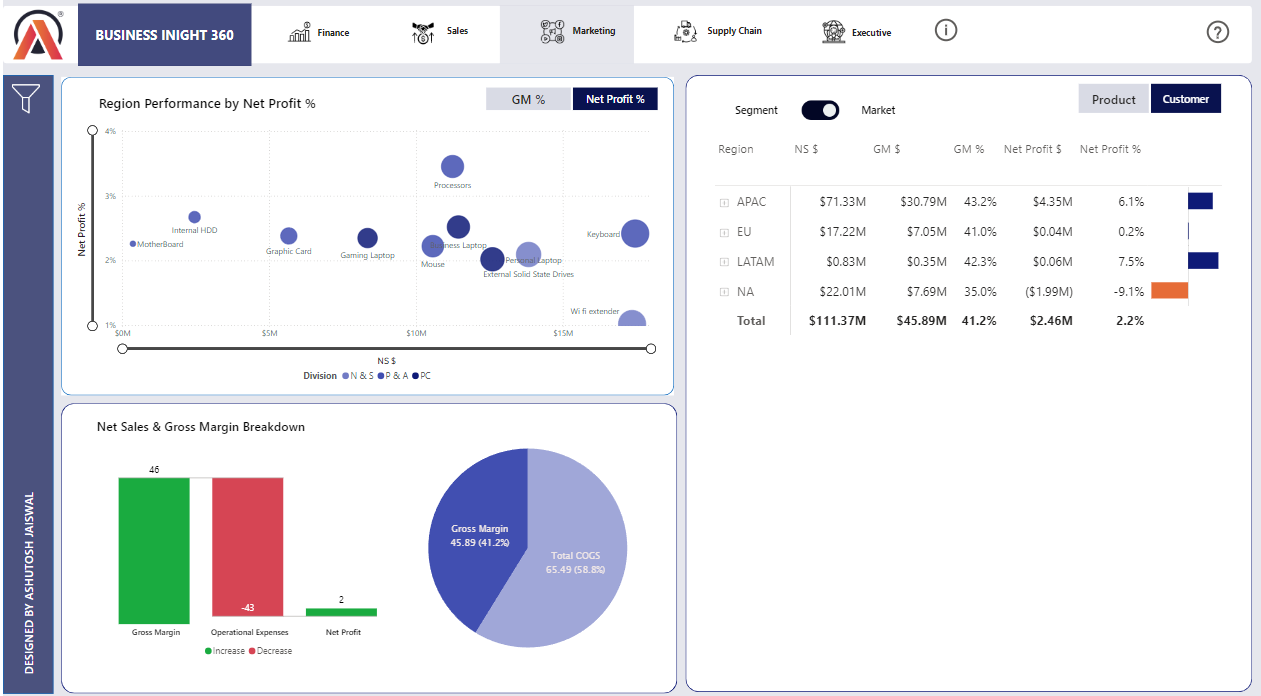 BUSINESS INIGHT 360
Finance
Sales
Marketing
Supply Chain
Executive
i
?
®
Region Performance by Net Profit %
GM %
Net Profit %
Net Profit %
4%
3%
2%
1%
Processors
Internal HDD
MotherBoard
Graphic Card
Gaming Laptop
Mouse
Personal Laptop
External Solid State Drives
Keyboard
Wi fi extender
$0M
$5M
$10M
$15M
NS $
Division N & S P & A PC
Net Sales & Gross Margin Breakdown
46
-43
2
Gross Margin
Operational Expenses
Net Profit
Increase Decrease
Gross Margin
45.89 (41.2%)
Total COGS
65.49 (58.8%)
Segment
Market
Product
Customer
Region NS $ GM $ GM % Net Profit $ Net Profit %
APAC $71.33M $30.79M 43.2% $4.35M 6.1%
EU $17.22M $7.05M 41.0% $0.04M 0.2%
LATAM $0.83M $0.35M 42.3% $0.06M 7.5%
NA $22.01M $7.69M 35.0% ($1.99M) -9.1%
Total $111.37M $45.89M 41.2% $2.46M 2.2%
DESIGNED BY ASHUTOSH JAISWAL